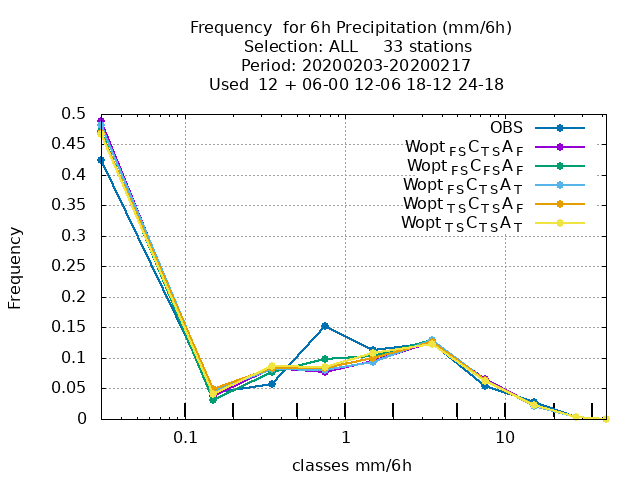 Frequency  for 6h Precipitation (mm/6h)
Selection: ALL     33 stations
Period: 20200203-20200217
Used  12 + 06-00 12-06 18-12 24-18
0.5
0.45
0.4
0.35
0.3
0.25
0.2
0.15
0.1
0.05
0
Frequency
OBS
Wopt FS C TS A F
Wopt FS C FS A F
Wopt FS C TS A T
Wopt TS C TS A F
Wopt TS C TS A T
0.1 1 10
classes mm/6h